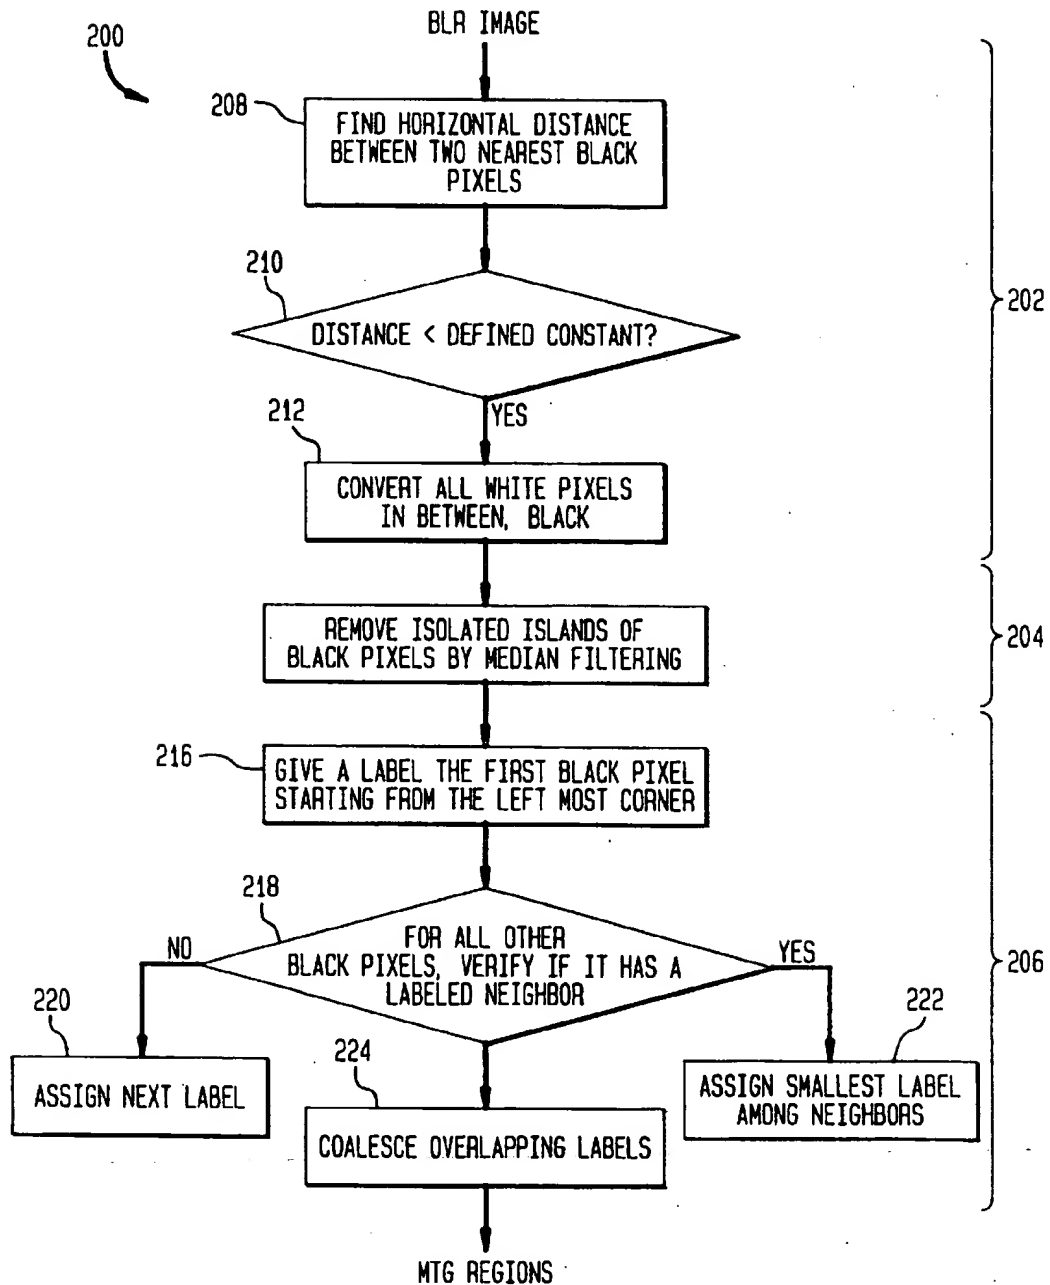 BLR IMAGE
200
208
FIND HORIZONTAL DISTANCE
BETWEEN TWO NEAREST BLACK
PIXELS
210
DISTANCE < DEFINED CONSTANT?
202
212
YES
CONVERT ALL WHITE PIXELS
IN BETWEEN, BLACK
REMOVE ISOLATED ISLANDS OF
BLACK PIXELS BY MEDIAN FILTERING
204
216
GIVE A LABEL THE FIRST BLACK PIXEL
STARTING FROM THE LEFT MOST CORNER
218
FOR ALL OTHER
BLACK PIXELS, VERIFY IF IT HAS A
LABELED NEIGHBOR
NO
YES
206
220
ASSIGN NEXT LABEL
224
COALESCE OVERLAPPING LABELS
222
ASSIGN SMALLEST LABEL
AMONG NEIGHBORS
MTG REGIONS